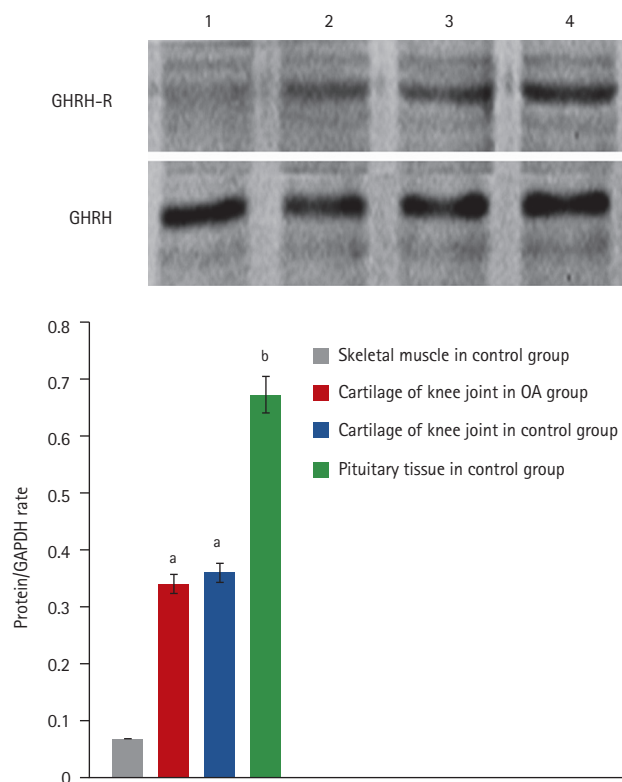 1 2 3 4
GHRH-R
GHRH
0.8
0.7
0.6
0.5
0.4
0.3
0.2
0.1
0
Protein/GAPDH rate
a
a
b
Skeletal muscle in control group
Cartilage of knee joint in OA group
Cartilage of knee joint in control group
Pituitary tissue in control group